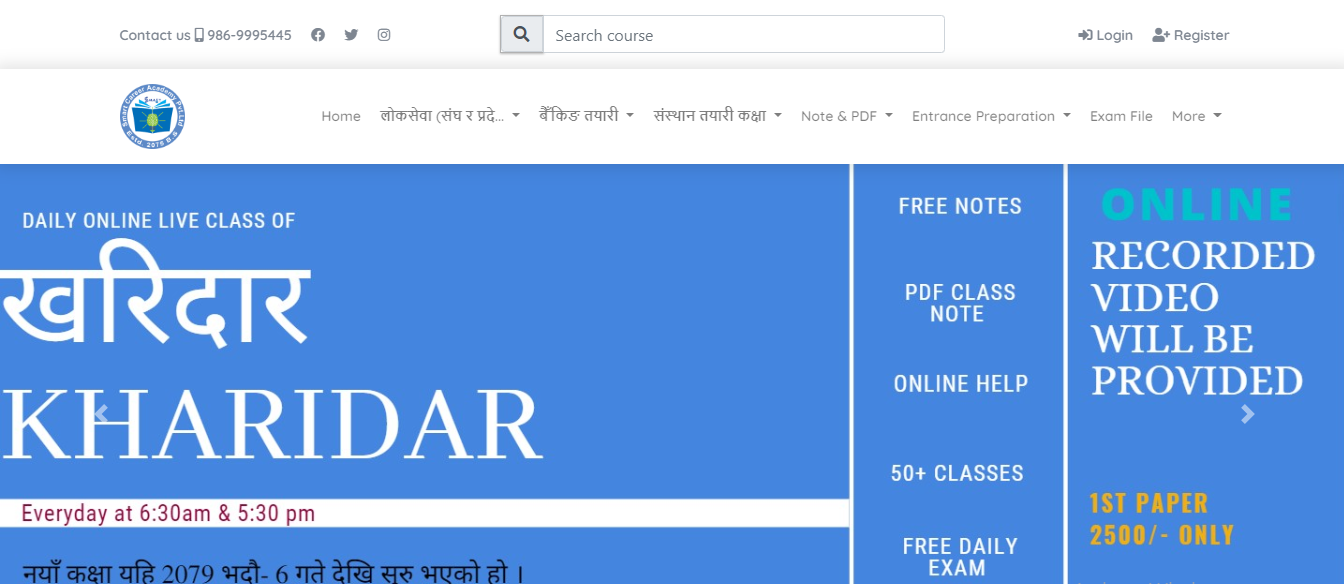 Contact us 986-9995445
Search course
Login
Register
Smart Career Academy Pvt.Ltd
SMART
Estd. 2075 B.S
Home
लोकसेवा (संघ र प्रदे...
बैँकिङ तयारी
संस्थान तयारी कक्षा
Note & PDF
Entrance Preparation
Exam File
More
DAILY ONLINE LIVE CLASS OF
खरिदार
KHARIDAR
Everyday at 6:30am & 5:30 pm
नयाँ कक्षा यहि 2079 भदौ- 6 गते देखि सुरु भएको हो ।
FREE NOTES
PDF CLASS
NOTE
ONLINE HELP
50+ CLASSES
FREE DAILY
EXAM
ONLINE
RECORDED
VIDEO
WILL BE
PROVIDED
1ST PAPER
2500/- ONLY